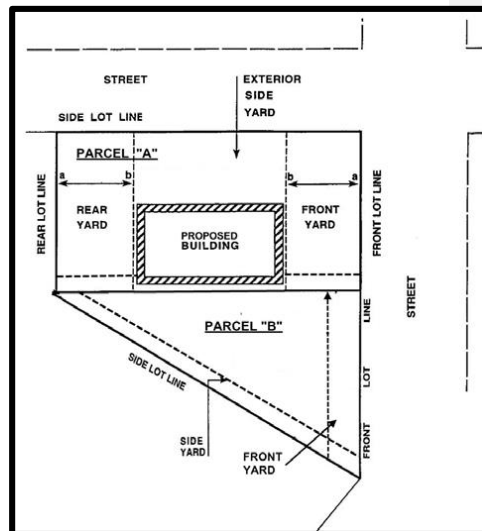 STREET
EXTERIOR
SIDE
YARD
SIDE LOT LINE
PARCEL "A"
a
b
b
a
REAR LOT LINE
REAR
YARD
PROPOSED
BUILDING
FRONT
YARD
FRONT LOT LINE
STREET
PARCEL "B"
FRONT LOT LINE
SIDE LOT LINE
SIDE
YARD
FRONT
YARD